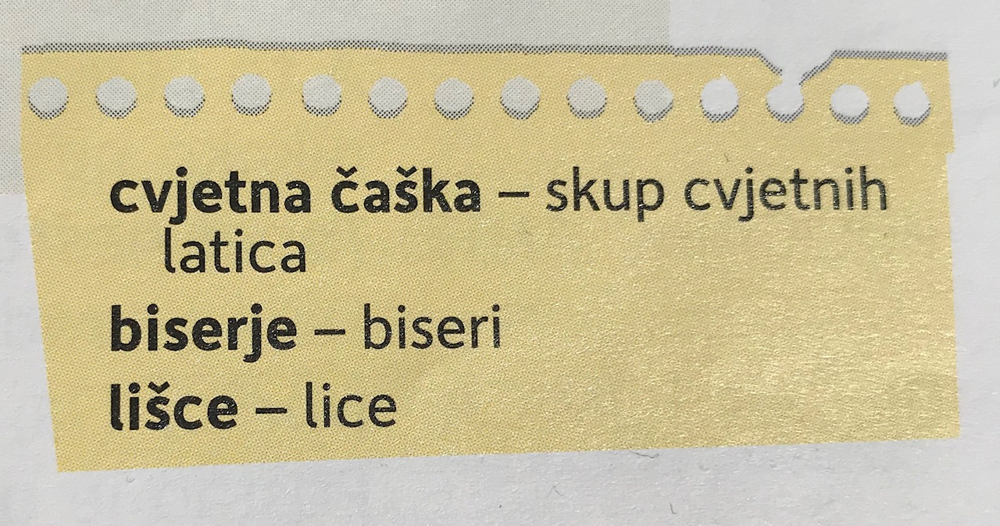 cvjetna čaška – skup cvjetnih
latica
biserje – biseri
lišce – lice